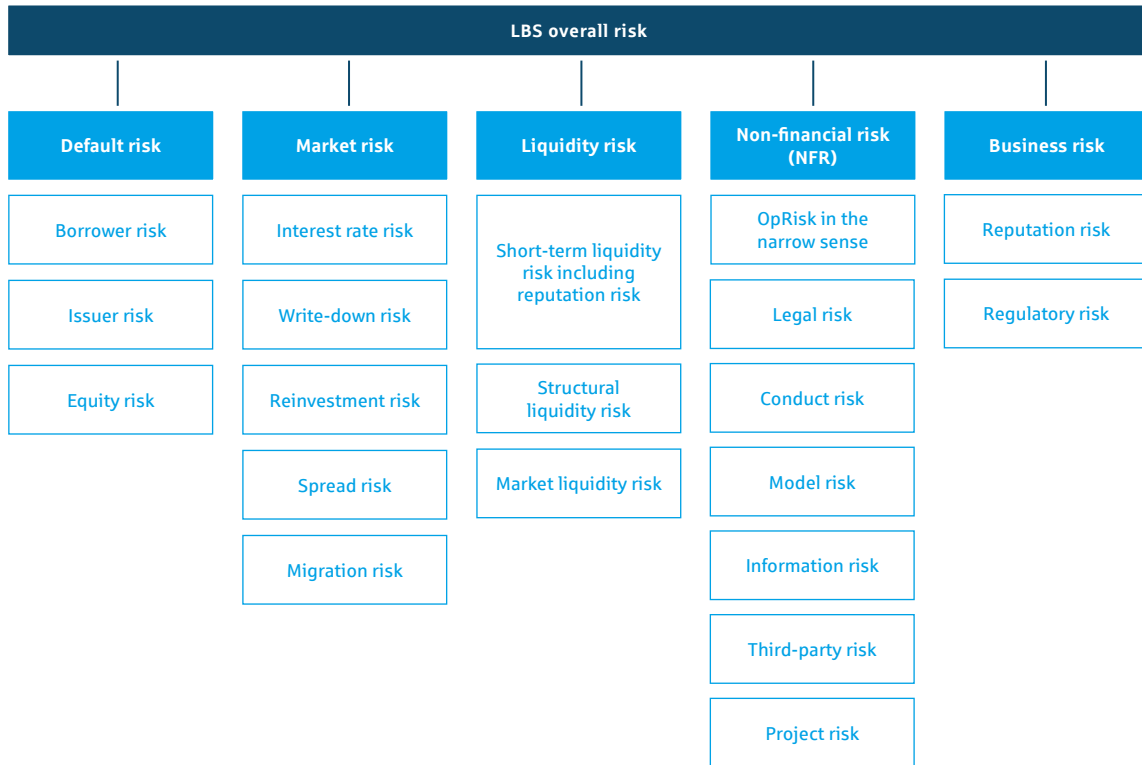 LBS overall risk
Default risk
Borrower risk
Issuer risk
Equity risk
Market risk
Interest rate risk
Write-down risk
Reinvestment risk
Spread risk
Migration risk
Liquidity risk
Short-term liquidity
risk including
reputation risk
Structural
liquidity risk
Market liquidity risk
Non-financial risk
(NFR)
OpRisk in the
narrow sense
Legal risk
Conduct risk
Model risk
Information risk
Third-party risk
Project risk
Business risk
Reputation risk
Regulatory risk